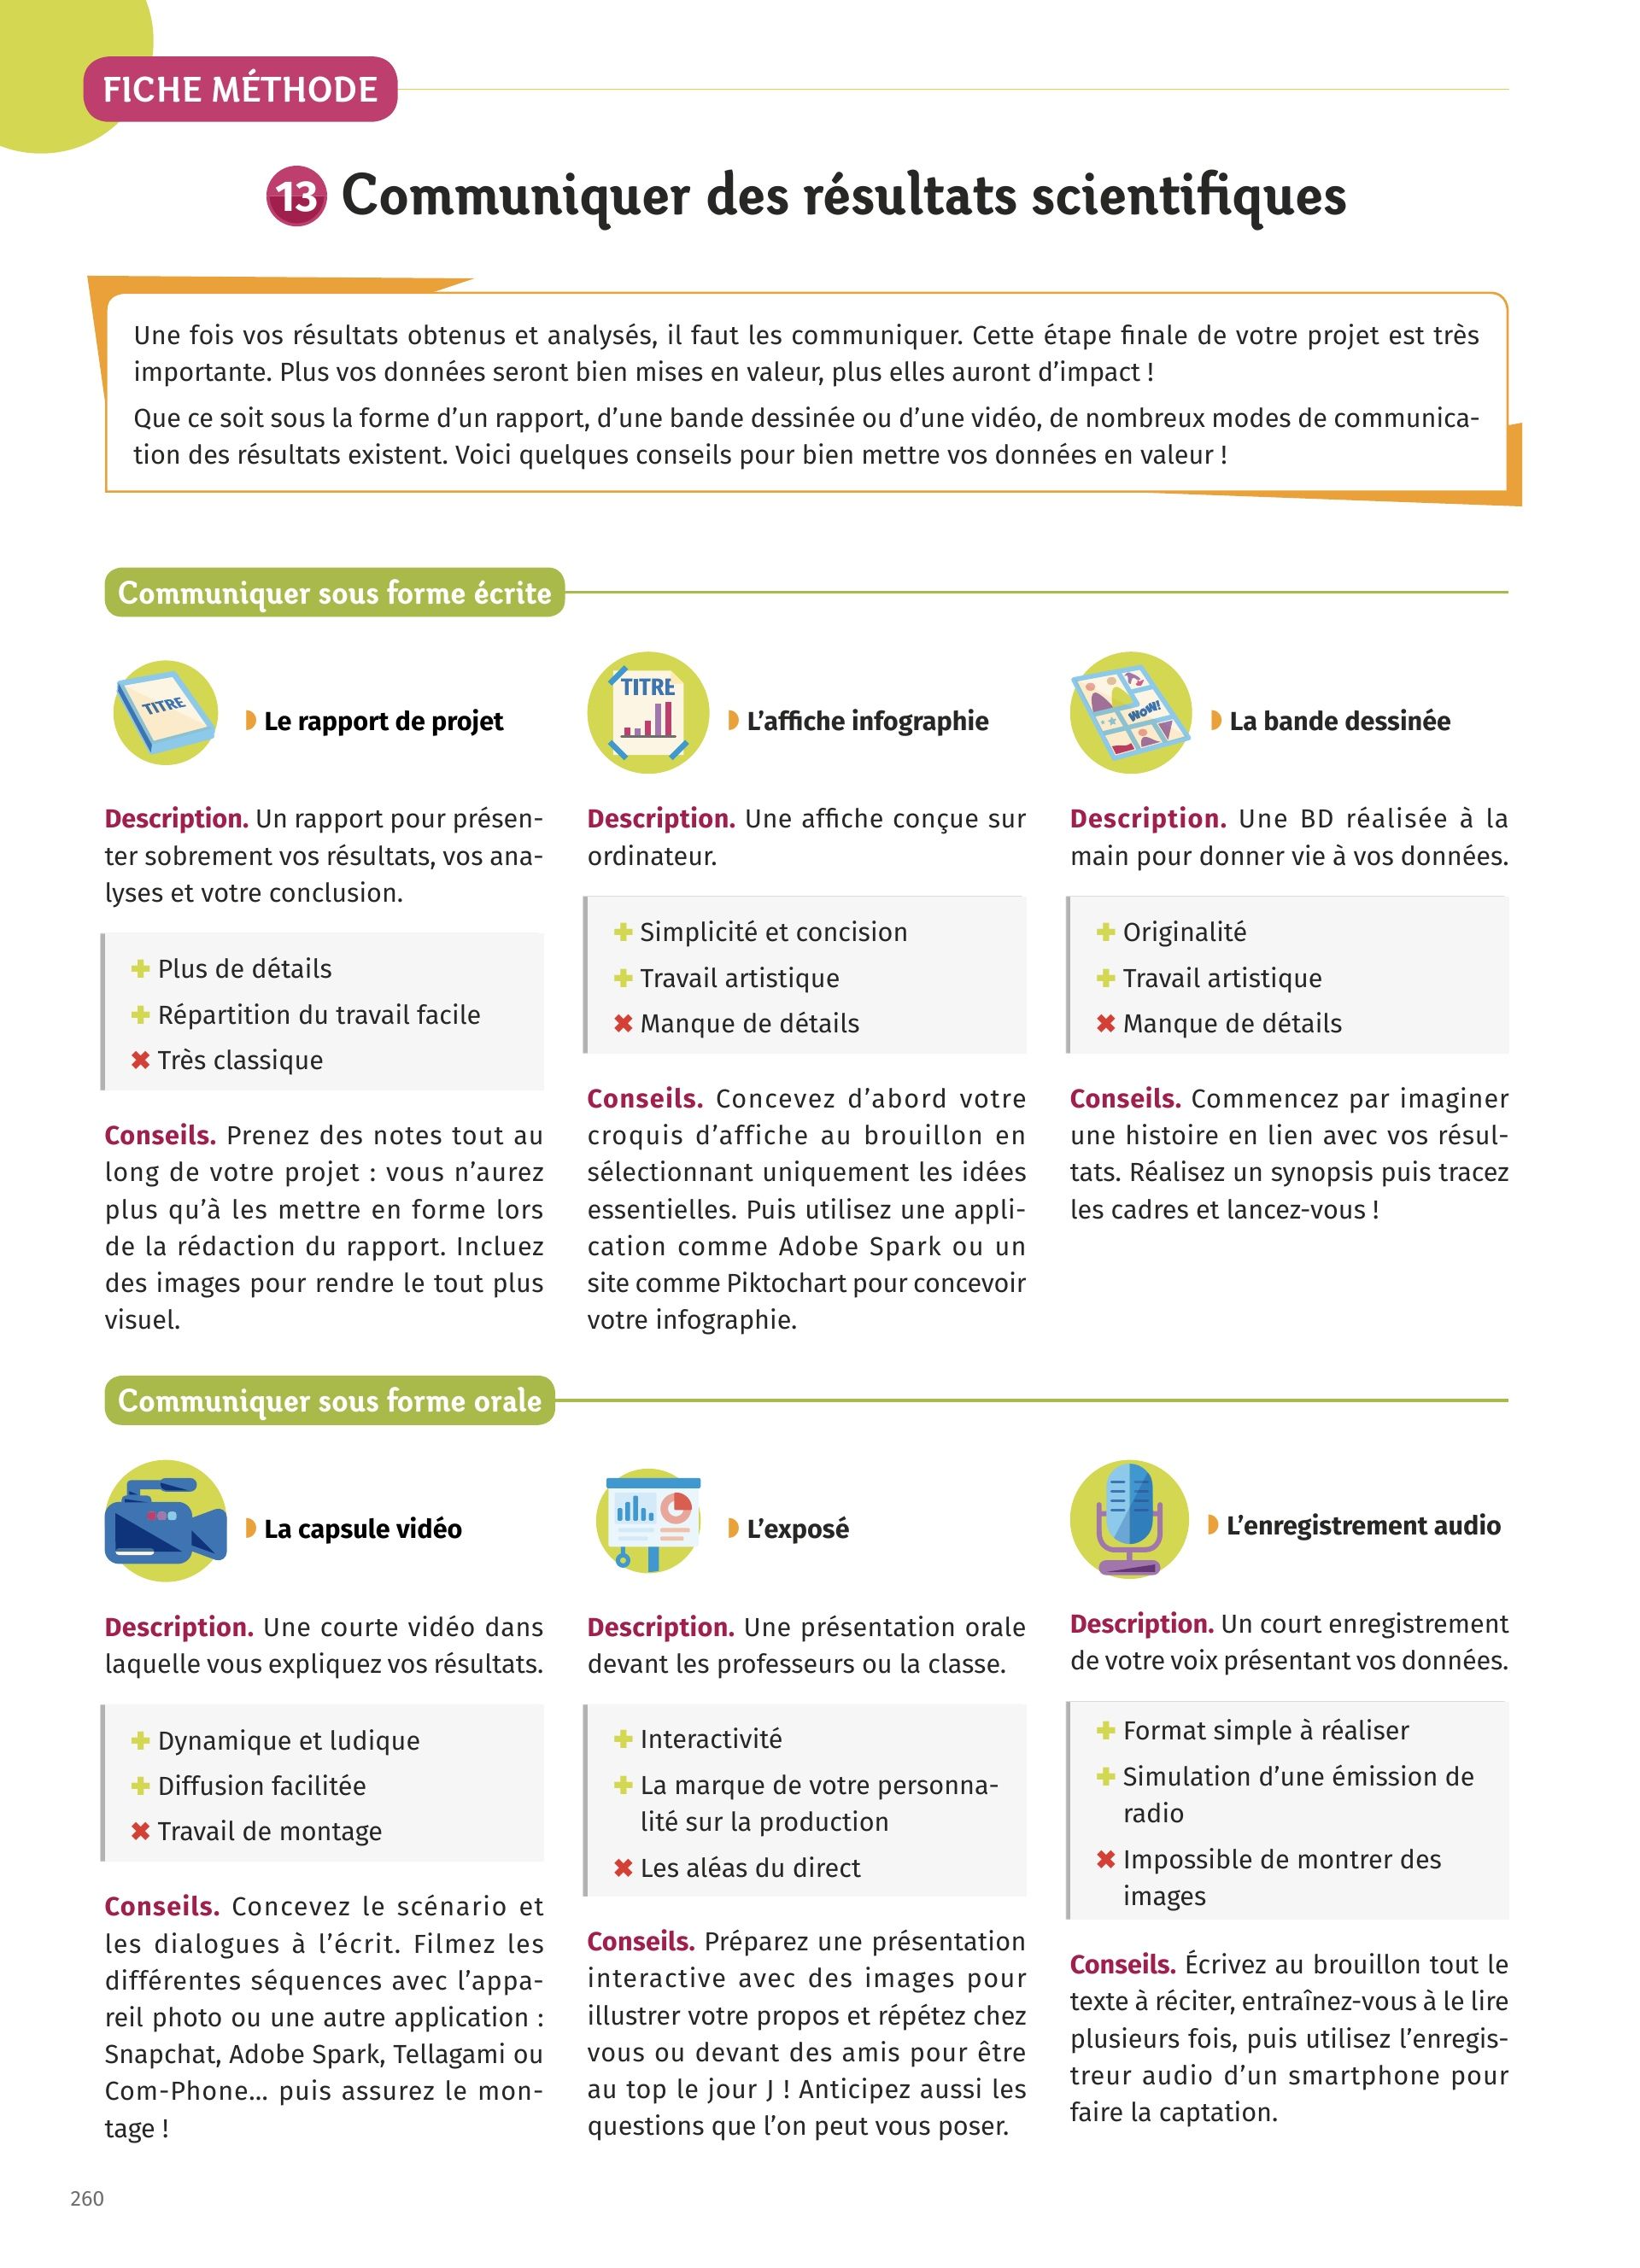 FICHE MÉTHODE
13 Communiquer des résultats scientifiques
Une fois vos résultats obtenus et analysés, il faut les communiquer. Cette étape finale de votre projet est très
importante. Plus vos données seront bien mises en valeur, plus elles auront d’impact !
Que ce soit sous la forme d’un rapport, d’une bande dessinée ou d’une vidéo, de nombreux modes de communica-
tion des résultats existent. Voici quelques conseils pour bien mettre vos données en valeur !
Communiquer sous forme écrite
TITRE
Le rapport de projet
Description. Un rapport pour présen-
ter sobrement vos résultats, vos ana-
lyses et votre conclusion.
Plus de détails
Répartition du travail facile
Très classique
Conseils. Prenez des notes tout au
long de votre projet : vous n’aurez
plus qu’à les mettre en forme lors
de la rédaction du rapport. Incluez
des images pour rendre le tout plus
visuel.
TITRE
L’affiche infographie
Description. Une affiche conçue sur
ordinateur.
Simplicité et concision
Travail artistique
Manque de détails
Conseils. Concevez d’abord votre
croquis d’affiche au brouillon en
sélectionnant uniquement les idées
essentielles. Puis utilisez une appli-
cation comme Adobe Spark ou un
site comme Piktochart pour concevoir
votre infographie.
WOW!
La bande dessinée
Description. Une BD réalisée à la
main pour donner vie à vos données.
Originalité
Travail artistique
Manque de détails
Conseils. Commencez par imaginer
une histoire en lien avec vos résul-
tats. Réalisez un synopsis puis tracez
les cadres et lancez-vous !
Communiquer sous forme orale
La capsule vidéo
Description. Une courte vidéo dans
laquelle vous expliquez vos résultats.
Dynamique et ludique
Diffusion facilitée
Travail de montage
Conseils. Concevez le scénario et
les dialogues à l’écrit. Filmez les
différentes séquences avec l’appa-
reil photo ou une autre application :
Snapchat, Adobe Spark, Tellagami ou
Com-Phone... puis assurez le mon-
tage !
L’exposé
Description. Une présentation orale
devant les professeurs ou la classe.
Interactivité
La marque de votre personna-
lité sur la production
Les aléas du direct
Conseils. Préparez une présentation
interactive avec des images pour
illustrer votre propos et répétez chez
vous ou devant des amis pour être
au top le jour J ! Anticipez aussi les
questions que l’on peut vous poser.
L’enregistrement audio
Description. Un court enregistrement
de votre voix présentant vos données.
Format simple à réaliser
Simulation d’une émission de
radio
Impossible de montrer des
images
Conseils. Écrivez au brouillon tout le
texte à réciter, entraînez-vous à le lire
plusieurs fois, puis utilisez l’enregis-
treur audio d’un smartphone pour
faire la captation.
260